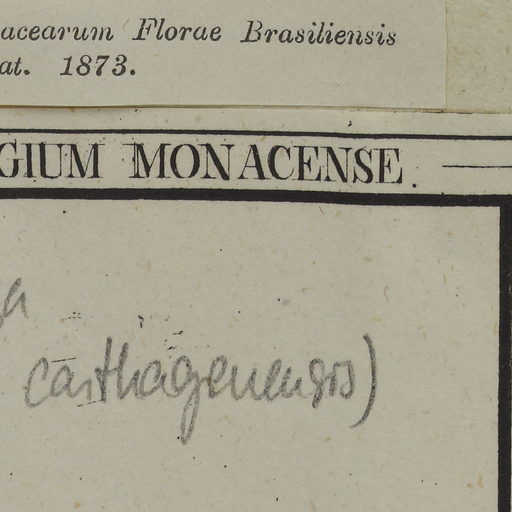 acearum Florae Brasiliensis
at. 1873.
GIUM MONACENSE.
carthagenensis)